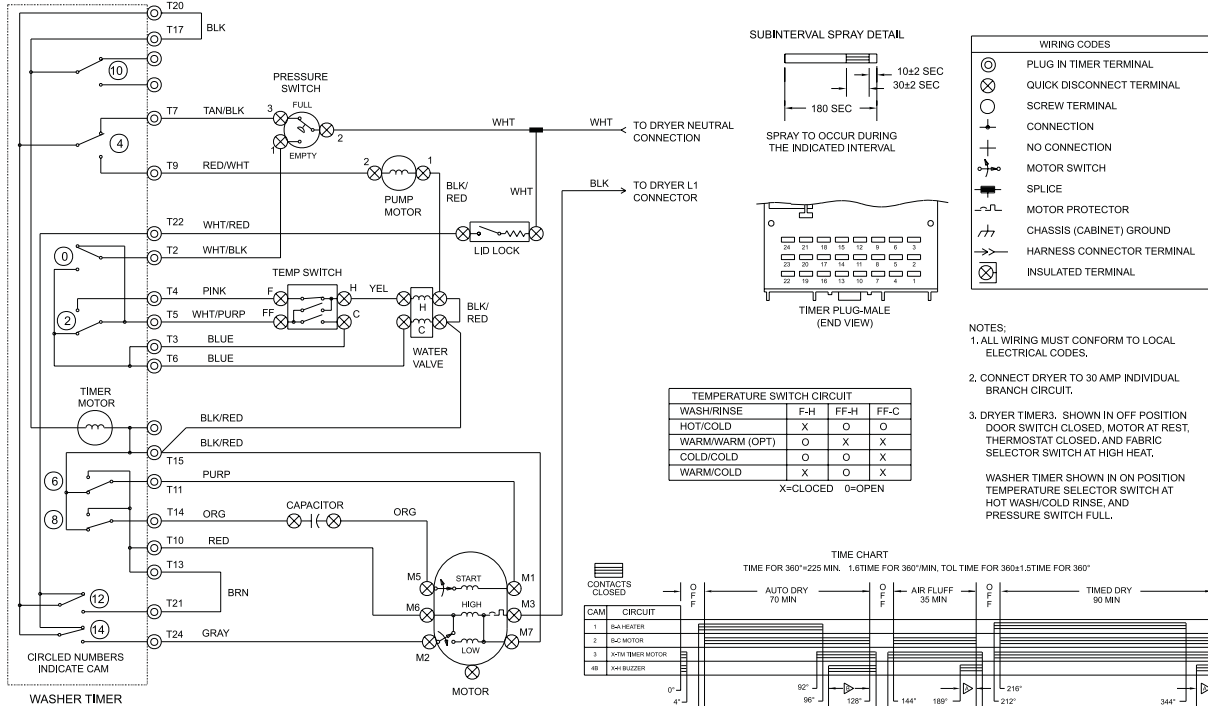 T20
BLK
T17
10
T7 TAN/BLK
PRESSURE
SWITCH
3 FULL
2
1 EMPTY
4
T9 RED/WHT
2 1
PUMP
MOTOR
BLK/
RED
WHT WHT TO DRYER NEUTRAL
CONNECTION
WHT
BLK TO DRYER L1
CONNECTOR
T22 WHT/RED
LID LOCK
0
T2 WHT/BLK
TEMP SWITCH
T4 PINK F H YEL H
2
T5 WHT/PURP FF C C
BLK/
RED
T3 BLUE
T6 BLUE
WATER
VALVE
TIMER
MOTOR
BLK/RED
BLK/RED
T15
6
PURP
T11
8
T14 ORG CAPACITOR ORG
T10 RED
T13
BRN
12
T21
14
T24 GRAY
M5 START M1
M6 HIGH M3
M2 LOW M7
MOTOR
CIRCLED NUMBERS
INDICATE CAM
WASHER TIMER
SUBINTERVAL SPRAY DETAIL
10±2 SEC
30±2 SEC
180 SEC
SPRAY TO OCCUR DURING
THE INDICATED INTERVAL
24 21 18 15 12 9 6 3
23 20 17 14 11 8 5 2
22 19 16 13 10 7 4 1
TIMER PLUG-MALE
(END VIEW)
WIRING CODES
PLUG IN TIMER TERMINAL
QUICK DISCONNECT TERMINAL
SCREW TERMINAL
CONNECTION
NO CONNECTION
MOTOR SWITCH
SPLICE
MOTOR PROTECTOR
CHASSIS (CABINET) GROUND
HARNESS CONNECTOR TERMINAL
INSULATED TERMINAL
NOTES;
1. ALL WIRING MUST CONFORM TO LOCAL
ELECTRICAL CODES.
2. CONNECT DRYER TO 30 AMP INDIVIDUAL
BRANCH CIRCUIT.
3. DRYER TIMER3. SHOWN IN OFF POSITION
DOOR SWITCH CLOSED, MOTOR AT REST,
THERMOSTAT CLOSED. AND FABRIC
SELECTOR SWITCH AT HIGH HEAT.
WASHER TIMER SHOWN IN ON POSITION
TEMPERATURE SELECTOR SWITCH AT
HOT WASH/COLD RINSE, AND
PRESSURE SWITCH FULL.
TEMPERATURE SWITCH CIRCUIT
WASH/RINSE F-H FF-H FF-C
HOT/COLD X O O
WARM/WARM (OPT) O X X
COLD/COLD O O X
WARM/COLD X O X
X=CLOCED 0=OPEN
TIME CHART
TIME FOR 360°=225 MIN. 1.6TIME FOR 360°/MIN, TOL TIME FOR 360±1.5TIME FOR 360°
CONTACTS
CLOSED
OFF
AUTO DRY
70 MIN
OFF
AIR FLUFF
35 MIN
OFF
TIMED DRY
90 MIN
CAM CIRCUIT
1 B-A HEATER
2 B-C MOTOR
3 X-TM TIMER MOTOR
4B X-H BUZZER
0° 92° 216°
4° 96° 128° 144° 189° 212° 344°